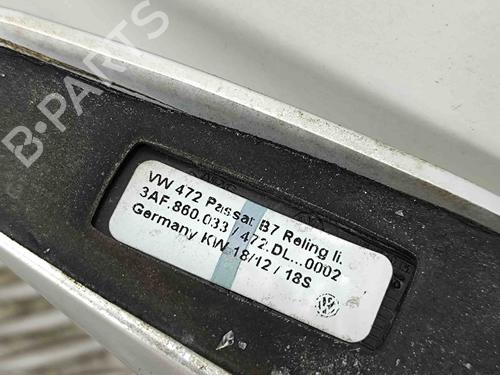 B-PARTS
VW 472 Passat B7 Reling li.
3AF.860.033 / 472.DL...0002
Germany KW 18/12 / 18S